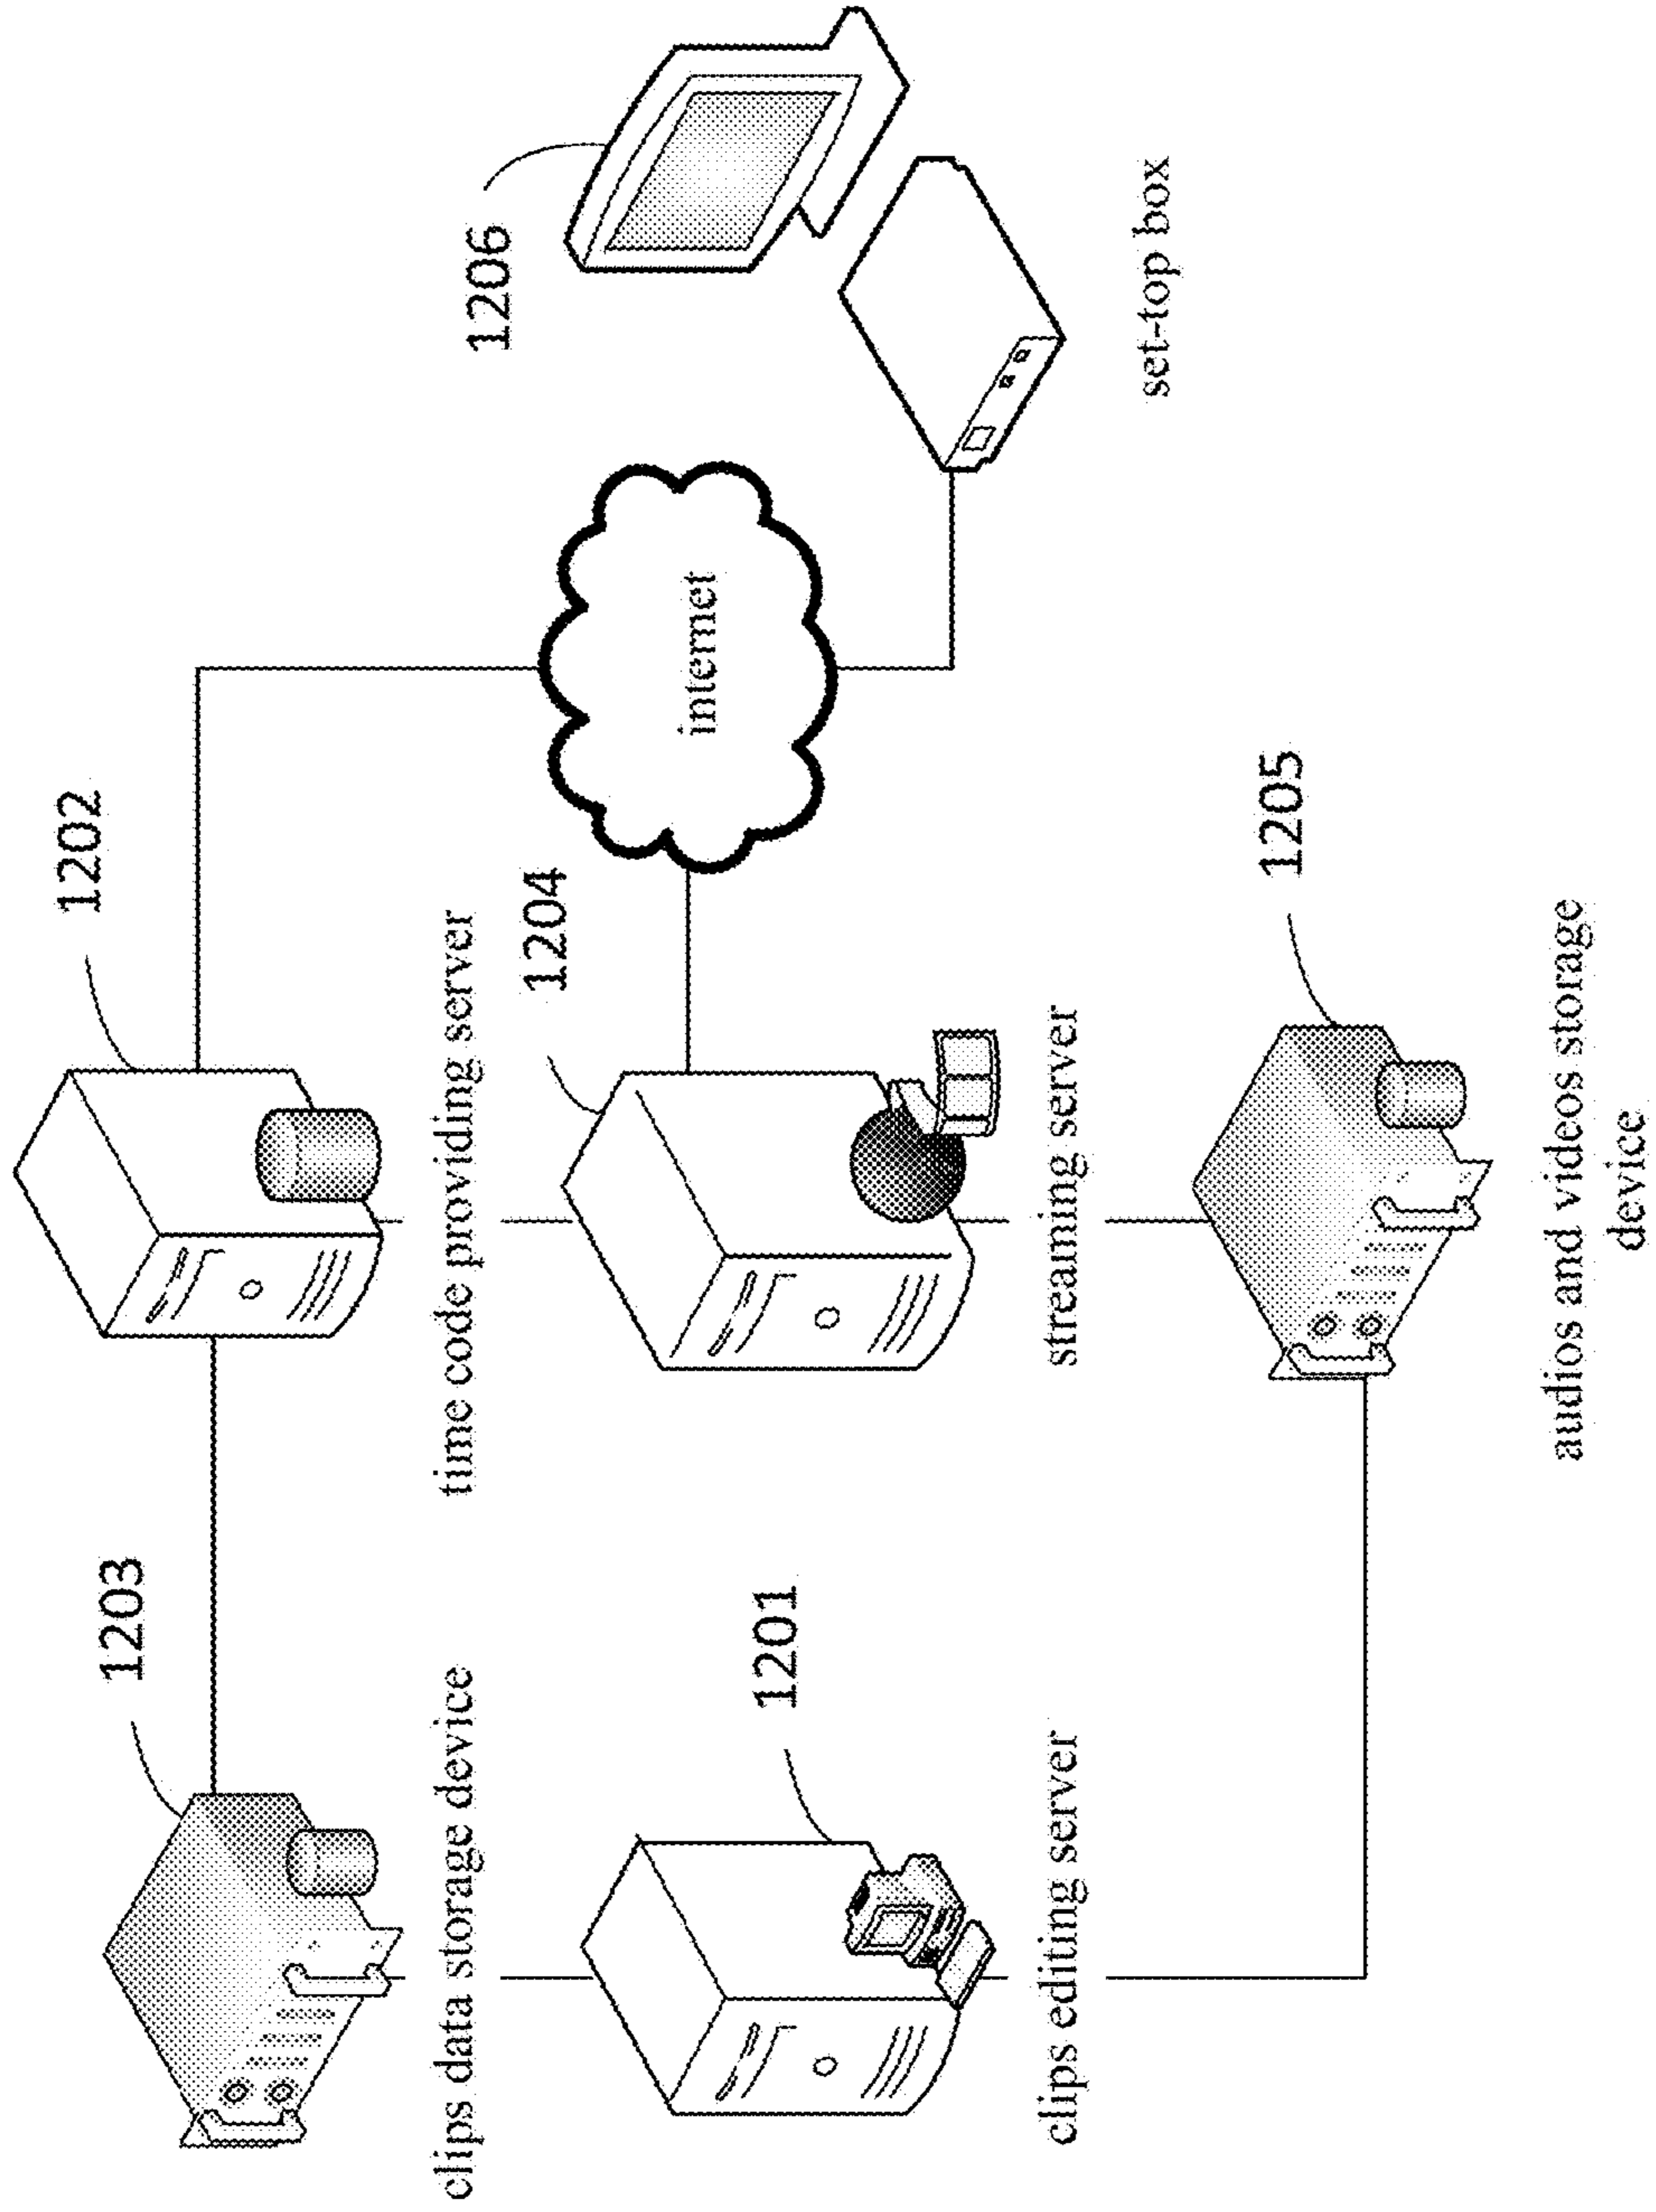 1203
1202
1206
clips data storage device
time code providing server
1201
1204
internet
clips editing server
streaming server
set-top box
1205
audios and videos storage
device